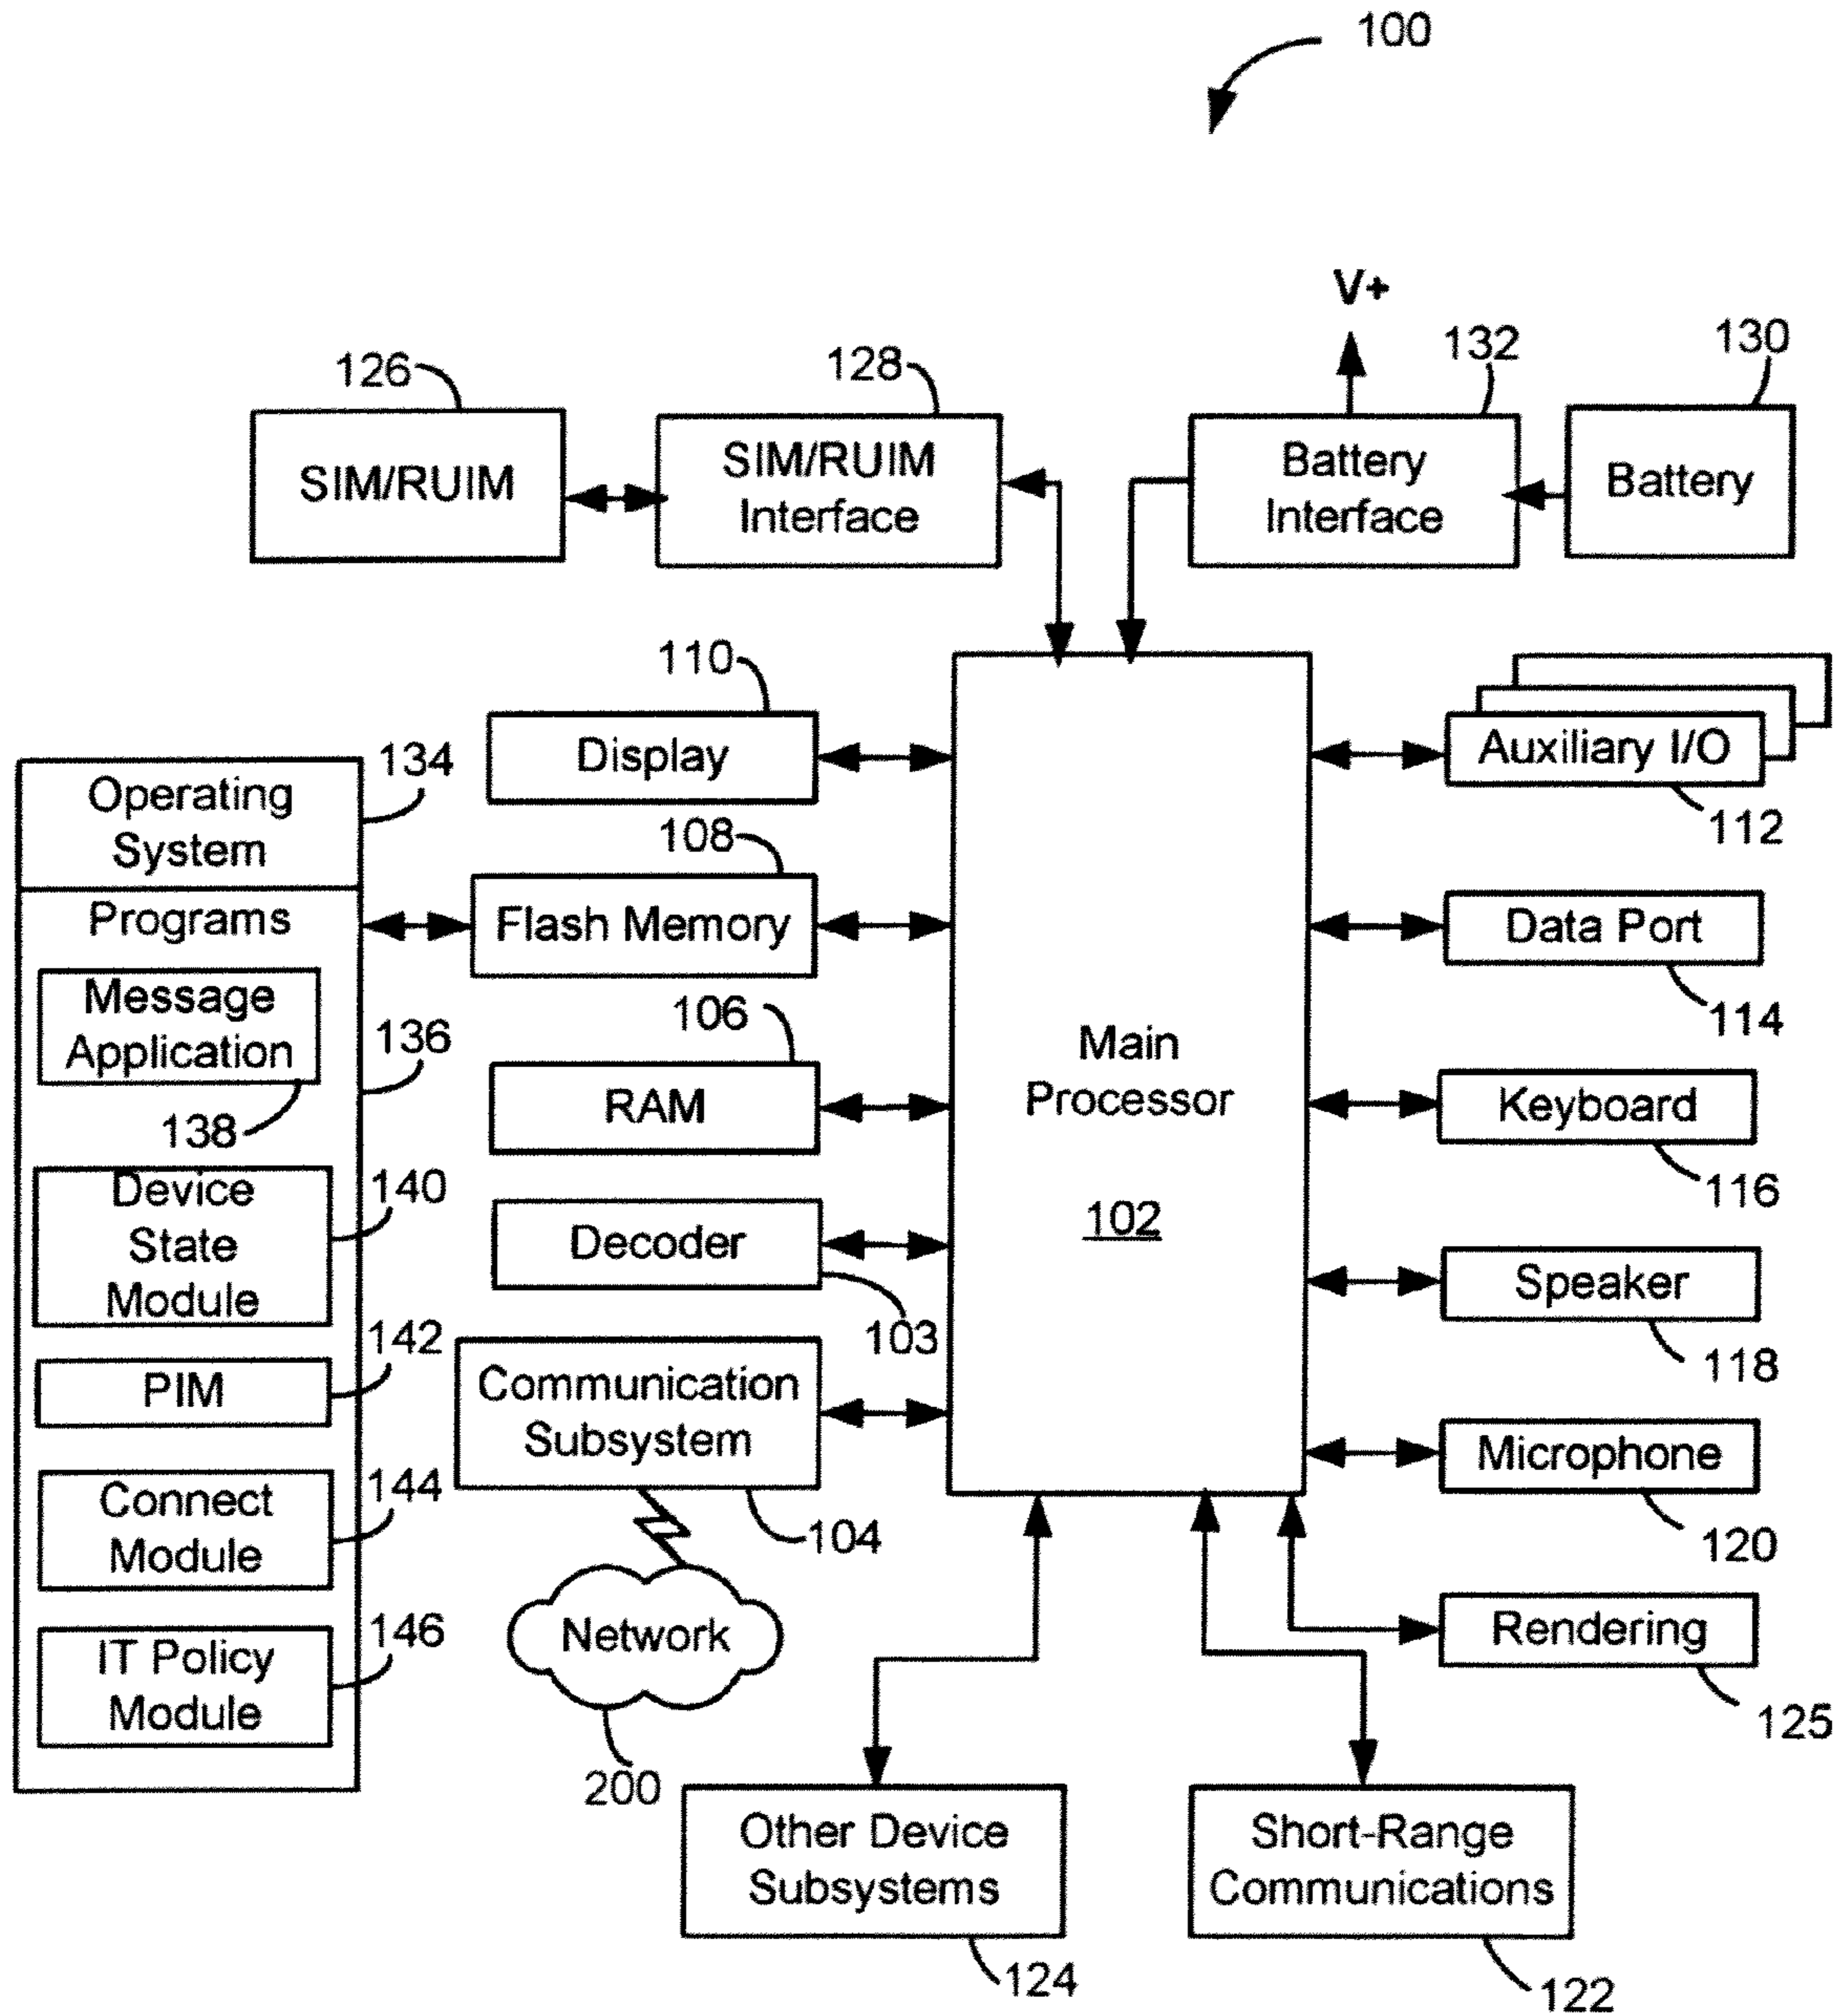 100
V+
126
128
132
130
SIM/RUIM
SIM/RUIM
Interface
Battery
Interface
Battery
110
Display
Auxiliary I/O
112
134
Operating
System
108
Programs
Flash Memory
Data Port
114
Message
Application
138
136
106
RAM
Main
Processor
102
Keyboard
116
140
Device
State
Module
Decoder
103
Speaker
118
142
PIM
Communication
Subsystem
104
Microphone
120
144
Connect
Module
146
IT Policy
Module
Network
200
Rendering
125
Other Device
Subsystems
124
Short-Range
Communications
122